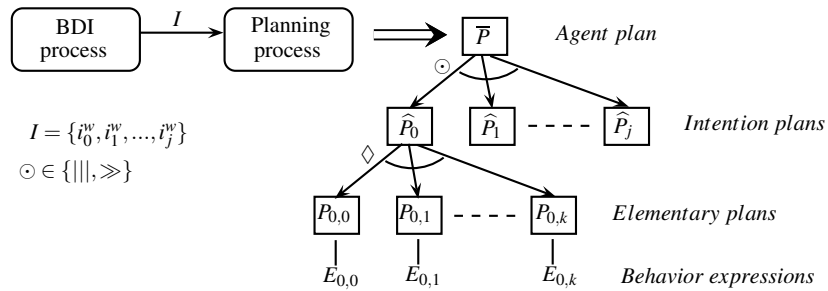 BDI process
I
Planning process
P̅
Agent plan
⊙
I = {i₀ʷ, i₁ʷ, ..., iⱼʷ}
P̂₀
P̂₁
P̂ⱼ
Intention plans
⊙ ∈ {|||, ≫}
◊
P₀,₀
P₀,₁
P₀,ₖ
Elementary plans
E₀,₀
E₀,₁
E₀,ₖ
Behavior expressions